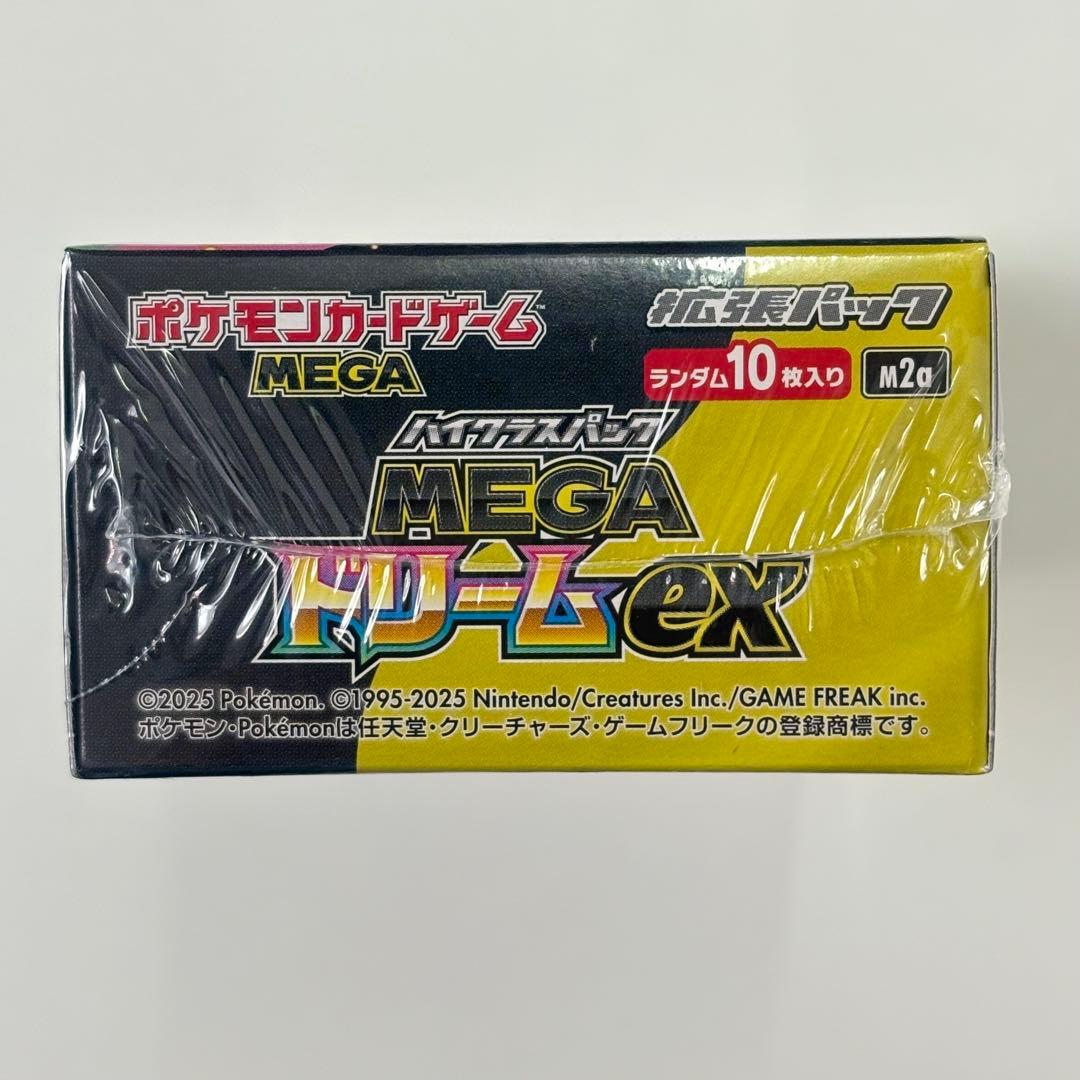 ポケモンカードゲーム™
MEGA
拡張パック
ランダム10枚入り M2a
ハイクラスパック
MEGA
ドリームex
©2025 Pokémon. ©1995-2025 Nintendo/Creatures Inc./GAME FREAK inc.
ポケモン・Pokémonは任天堂・クリーチャーズ・ゲームフリークの登録商標です。